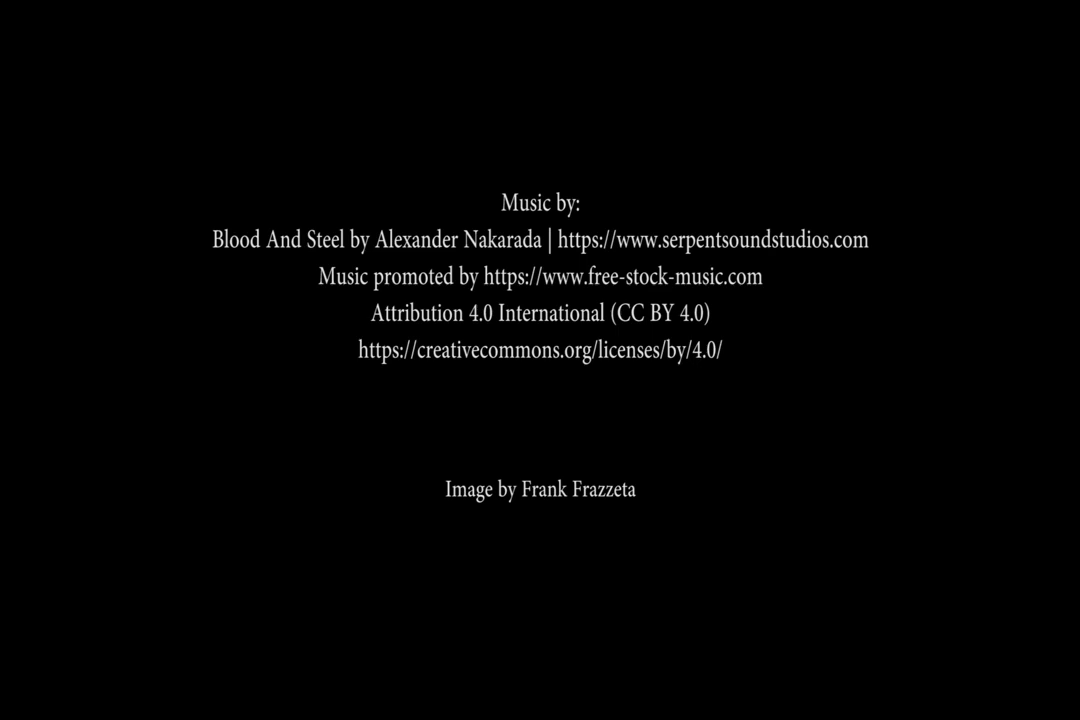 Music by:
Blood And Steel by Alexander Nakarada | https://www.serpentsoundstudios.com
Music promoted by https://www.free-stock-music.com
Attribution 4.0 International (CC BY 4.0)
https://creativecommons.org/licenses/by/4.0/
Image by Frank Frazzeta